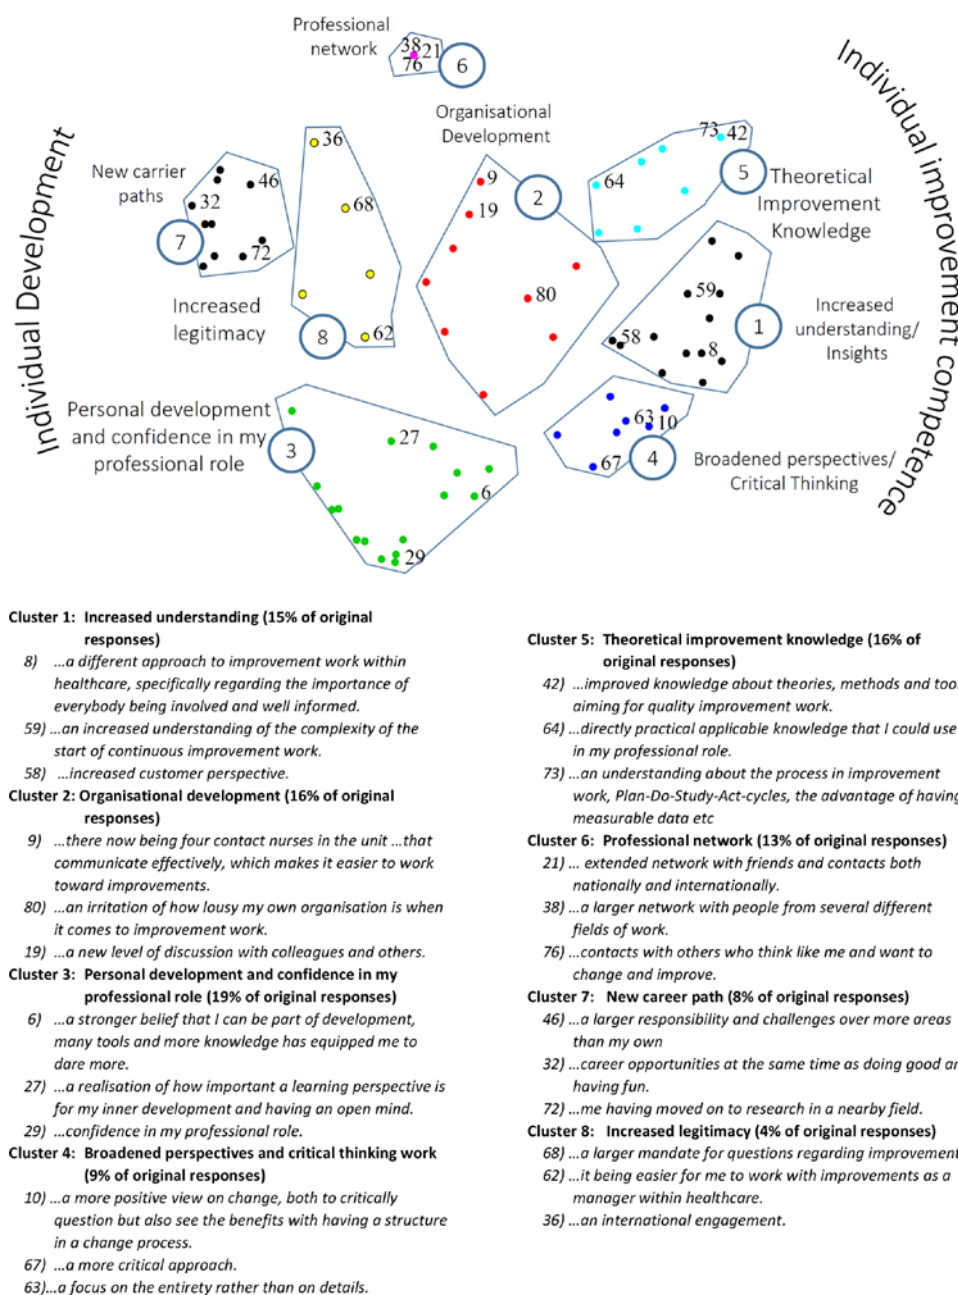 Professional
network
38
21
76
6
Organisational
Development
Individual improvement competence
Individual Development
36
73 42
9
2
5
New carrier
paths
46
64
Theoretical
Improvement
Knowledge
32
68
19
7
72
59
80
Increased
legitimacy
8
62
58
8
1
Increased
understanding/
Insights
Personal development
and confidence in my
professional role
3
27
63 10
67
4
Broadened perspectives/
Critical Thinking
6
29
Cluster 1: Increased understanding (15% of original
responses)
8) ...a different approach to improvement work within
healthcare, specifically regarding the importance of
everybody being involved and well informed.
59) ...an increased understanding of the complexity of the
start of continuous improvement work.
58) ...increased customer perspective.
Cluster 2: Organisational development (16% of original
responses)
9) ...there now being four contact nurses in the unit ...that
communicate effectively, which makes it easier to work
toward improvements.
80) ...an irritation of how lousy my own organisation is when
it comes to improvement work.
19) ...a new level of discussion with colleagues and others.
Cluster 3: Personal development and confidence in my
professional role (19% of original responses)
6) ...a stronger belief that I can be part of development,
many tools and more knowledge has equipped me to
dare more.
27) ...a realisation of how important a learning perspective is
for my inner development and having an open mind.
29) ...confidence in my professional role.
Cluster 4: Broadened perspectives and critical thinking work
(9% of original responses)
10) ...a more positive view on change, both to critically
question but also see the benefits with having a structure
in a change process.
67) ...a more critical approach.
63)...a focus on the entirety rather than on details.
Cluster 5: Theoretical improvement knowledge (16% of
original responses)
42) ...improved knowledge about theories, methods and tool
aiming for quality improvement work.
64) ...directly practical applicable knowledge that I could use
in my professional role.
73) ...an understanding about the process in improvement
work, Plan-Do-Study-Act-cycles, the advantage of having
measurable data etc
Cluster 6: Professional network (13% of original responses)
21) ... extended network with friends and contacts both
nationally and internationally.
38) ...a larger network with people from several different
fields of work.
76) ...contacts with others who think like me and want to
change and improve.
Cluster 7: New career path (8% of original responses)
46) ...a larger responsibility and challenges over more areas
than my own
32) ...career opportunities at the same time as doing good an
having fun.
72) ...me having moved on to research in a nearby field.
Cluster 8: Increased legitimacy (4% of original responses)
68) ...a larger mandate for questions regarding improvement
62) ...it being easier for me to work with improvements as a
manager within healthcare.
36) ...an international engagement.